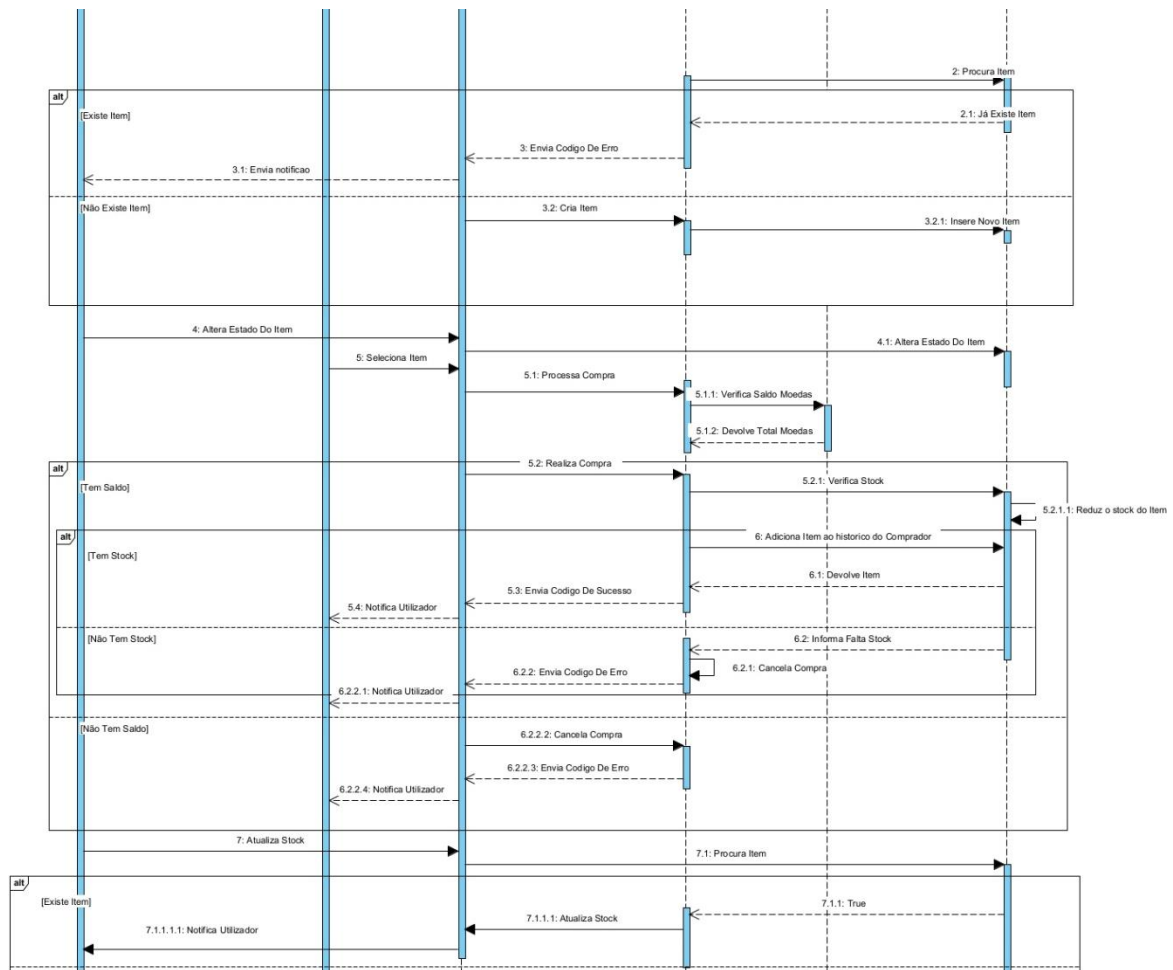 2: Procura Item
alt
[Existe Item]
2.1: Já Existe Item
3: Envia Codigo De Erro
3.1: Envia notificao
[Não Existe Item]
3.2: Cria Item
3.2.1: Insere Novo Item
4: Altera Estado Do Item
4.1: Altera Estado Do Item
5: Seleciona Item
5.1: Processa Compra
5.1.1: Verifica Saldo Moedas
5.1.2: Devolve Total Moedas
alt
5.2: Realiza Compra
[Tem Saldo]
5.2.1: Verifica Stock
5.2.1.1: Reduz o stock do Item
alt
6: Adiciona Item ao historico do Comprador
[Tem Stock]
6.1: Devolve Item
5.3: Envia Codigo De Sucesso
5.4: Notifica Utilizador
[Não Tem Stock]
6.2: Informa Falta Stock
6.2.1: Cancela Compra
6.2.2: Envia Codigo De Erro
6.2.2.1: Notifica Utilizador
[Não Tem Saldo]
6.2.2.2: Cancela Compra
6.2.2.3: Envia Codigo De Erro
6.2.2.4: Notifica Utilizador
7: Atualiza Stock
7.1: Procura Item
alt
[Existe Item]
7.1.1: True
7.1.1.1: Atualiza Stock
7.1.1.1.1: Notifica Utilizador